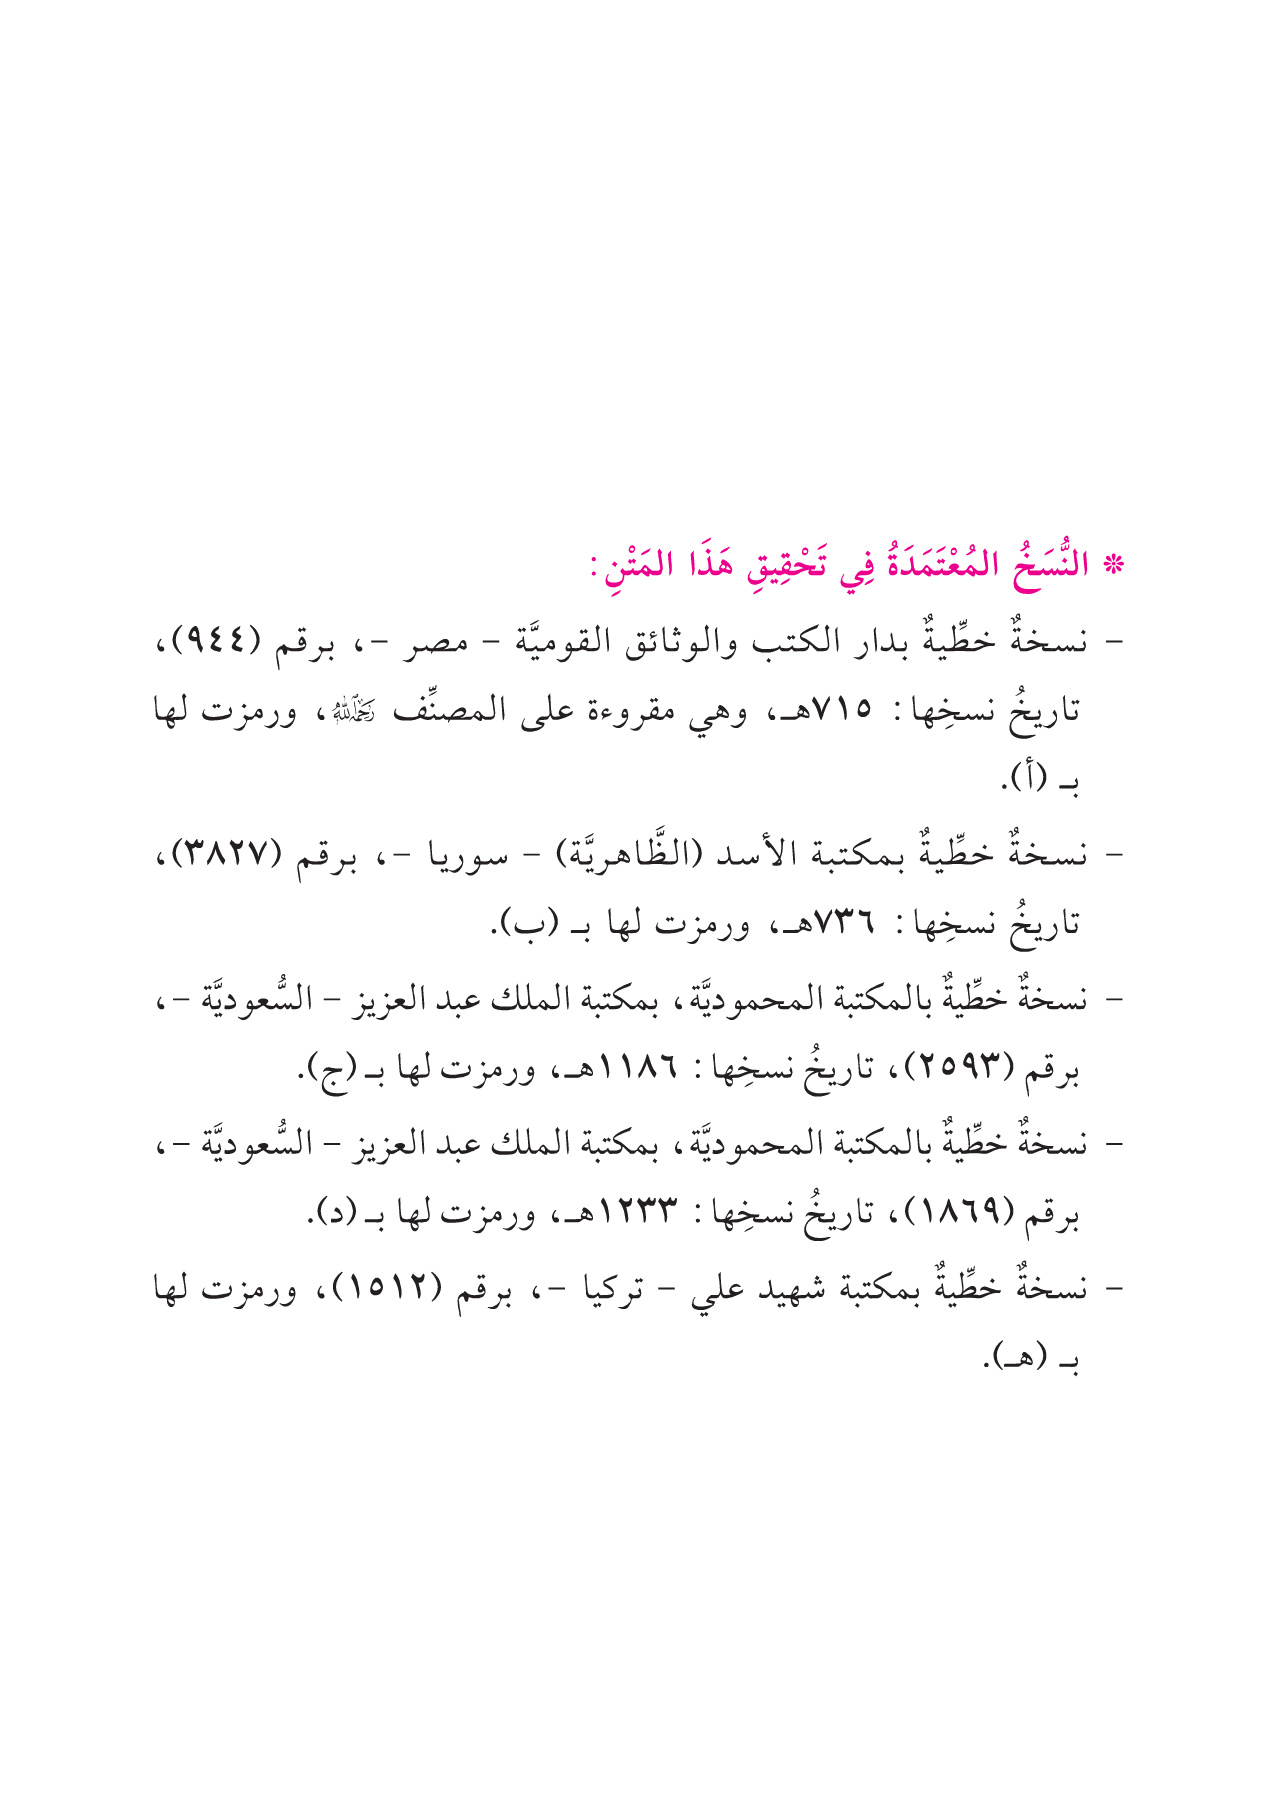 * النُّسَخُ المُعْتَمَدَةُ فِي تَحْقِيقِ هَذَا المَتْنِ:
- نسخةٌ خطِّيةٌ بدار الكتب والوثائق القوميَّة - مصر -، برقم (٩٤٤)،
تاريخُ نسخِها: ٧١٥هـ، وهي مقروءة على المصنِّف رحمه الله، ورمزت لها
بـ (أ).
- نسخةٌ خطِّيةٌ بمكتبة الأسد (الظَّاهريَّة) - سوريا -، برقم (٣٨٢٧)،
تاريخُ نسخِها: ٧٣٦هـ، ورمزت لها بـ (ب).
- نسخةٌ خطِّيةٌ بالمكتبة المحموديَّة، بمكتبة الملك عبد العزيز - السُّعوديَّة -،
برقم (٢٥٩٣)، تاريخُ نسخِها: ١١٨٦هـ، ورمزت لها بـ (ج).
- نسخةٌ خطِّيةٌ بالمكتبة المحموديَّة، بمكتبة الملك عبد العزيز - السُّعوديَّة -،
برقم (١٨٦٩)، تاريخُ نسخِها: ١٢٣٣هـ، ورمزت لها بـ (د).
- نسخةٌ خطِّيةٌ بمكتبة شهيد علي - تركيا -، برقم (١٥١٢)، ورمزت لها
بـ (هـ).